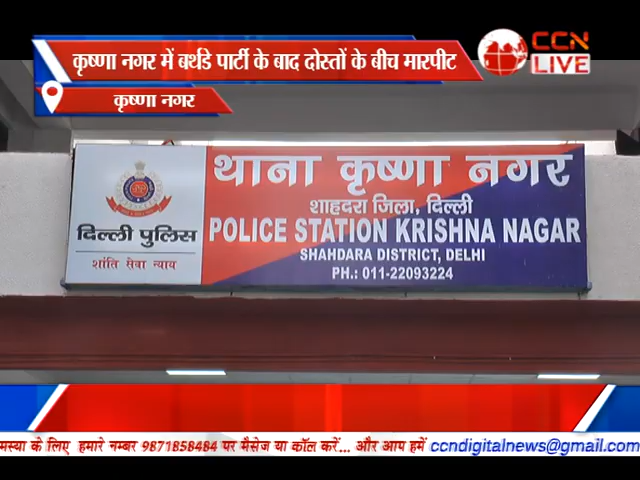 कृष्णा नगर में बर्थडे पार्टी के बाद दोस्तों के बीच मारपीट
CCN
LIVE
कृष्णा नगर
थाना कृष्णा नगर
शाहदरा जिला, दिल्ली
POLICE STATION KRISHNA NAGAR
SHAHDARA DISTRICT, DELHI
PH.: 011-22093224
दिल्ली पुलिस
शांति सेवा न्याय
मस्या के लिए हमारे नम्बर 9871858484 पर मैसेज या कॉल करें... और आप हमें ccndigitalnews@gmail.com